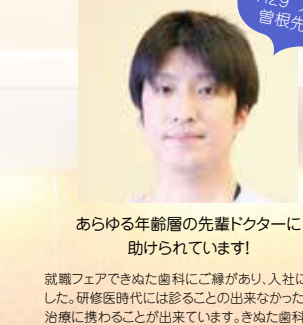 H29
曽根先
あらゆる年齢層の先輩ドクターに
助けられています!
就職フェアできぬた歯科にご縁があり、入社に
した。研修医時代には診ることの出来なかった
治療に携わることが出来ています。きぬた歯科